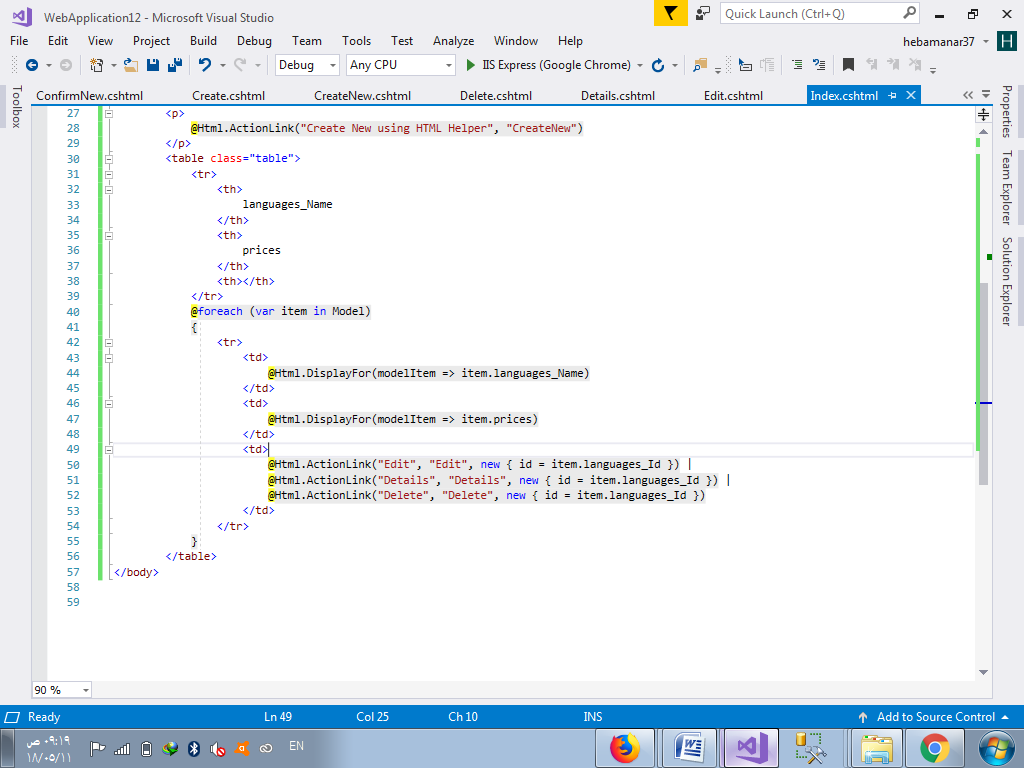 WebApplication12 - Microsoft Visual Studio
Quick Launch (Ctrl+Q)
File Edit View Project Build Debug Team Tools Test Analyze Window Help
hebamanar37 H
Debug Any CPU IIS Express (Google Chrome)
Toolbox
ConfirmNew.cshtml Create.cshtml CreateNew.cshtml Delete.cshtml Details.cshtml Edit.cshtml Index.cshtml
Properties
Team Explorer
Solution Explorer
27 <p>
28 @Html.ActionLink("Create New using HTML Helper", "CreateNew")
29 </p>
30 <table class="table">
31 <tr>
32 <th>
33 languages_Name
34 </th>
35 <th>
36 prices
37 </th>
38 <th></th>
39 </tr>
40 @foreach (var item in Model)
41 {
42 <tr>
43 <td>
44 @Html.DisplayFor(modelItem => item.languages_Name)
45 </td>
46 <td>
47 @Html.DisplayFor(modelItem => item.prices)
48 </td>
49 <td>
50 @Html.ActionLink("Edit", "Edit", new { id = item.languages_Id }) |
51 @Html.ActionLink("Details", "Details", new { id = item.languages_Id }) |
52 @Html.ActionLink("Delete", "Delete", new { id = item.languages_Id })
53 </td>
54 </tr>
55 }
56 </table>
57 </body>
58
59
90 %
Ready Ln 49 Col 25 Ch 10 INS Add to Source Control
٠٩:١٩ ص
١٨/٠٥/١١
EN